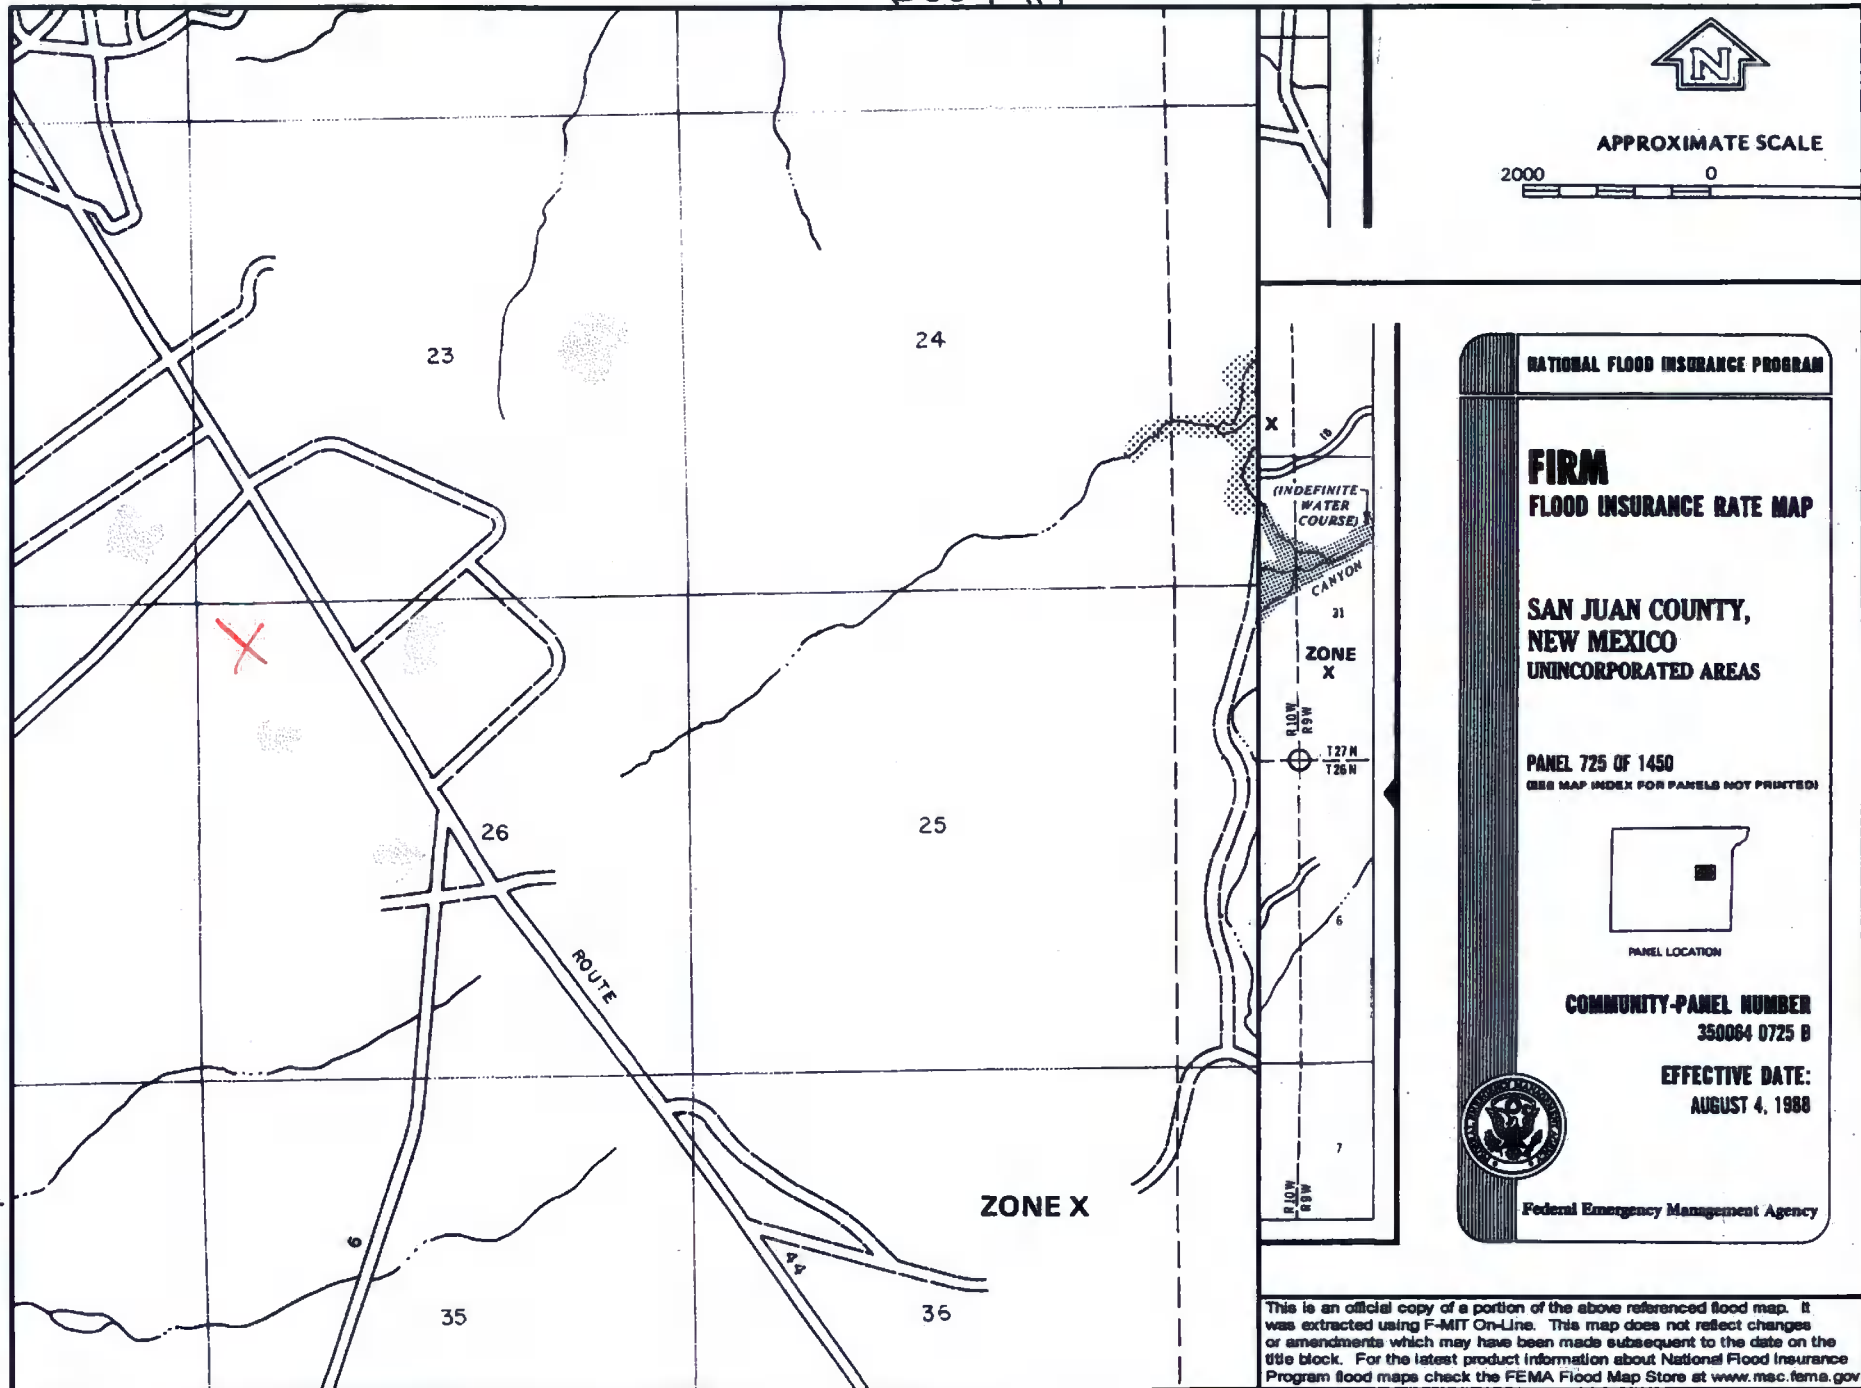 N
APPROXIMATE SCALE
2000 0
23
24
X
18
(INDEFINITE
WATER
COURSE)
CANYON
31
ZONE
X
R10W
R9W
T27N
T26N
26
25
6
ROUTE
7
R10W
R9W
ZONE X
6
44
35
36
NATIONAL FLOOD INSURANCE PROGRAM
FIRM
FLOOD INSURANCE RATE MAP
SAN JUAN COUNTY,
NEW MEXICO
UNINCORPORATED AREAS
PANEL 725 OF 1450
(SEE MAP INDEX FOR PANELS NOT PRINTED)
PANEL LOCATION
COMMUNITY-PANEL NUMBER
350064 0725 B
EFFECTIVE DATE:
AUGUST 4, 1988
Federal Emergency Management Agency
This is an official copy of a portion of the above referenced flood map. It
was extracted using F-MIT On-Line. This map does not reflect changes
or amendments which may have been made subsequent to the date on the
title block. For the latest product information about National Flood Insurance
Program flood maps check the FEMA Flood Map Store at www.msc.fema.gov